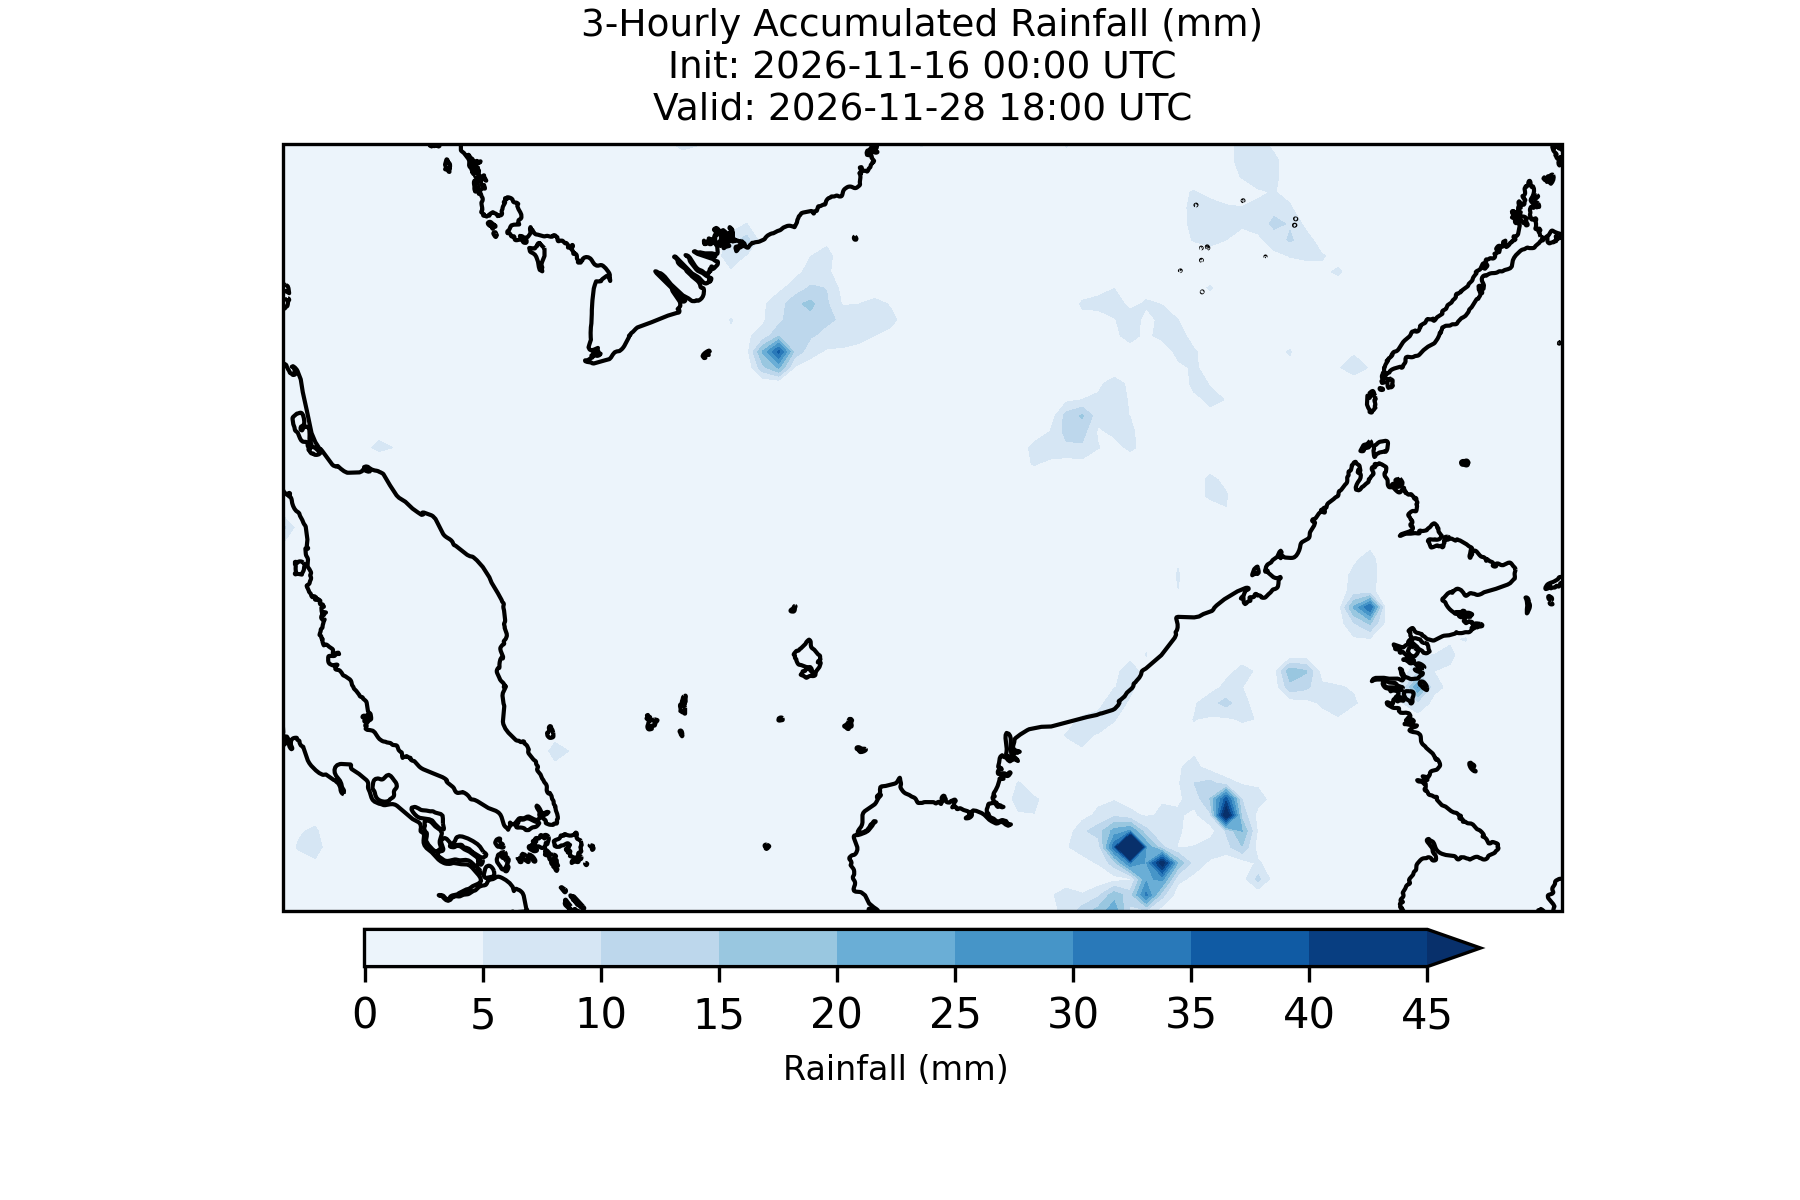 3-Hourly Accumulated Rainfall (mm)
Init: 2026-11-16 00:00 UTC
Valid: 2026-11-28 18:00 UTC
0 5 10 15 20 25 30 35 40 45
Rainfall (mm)